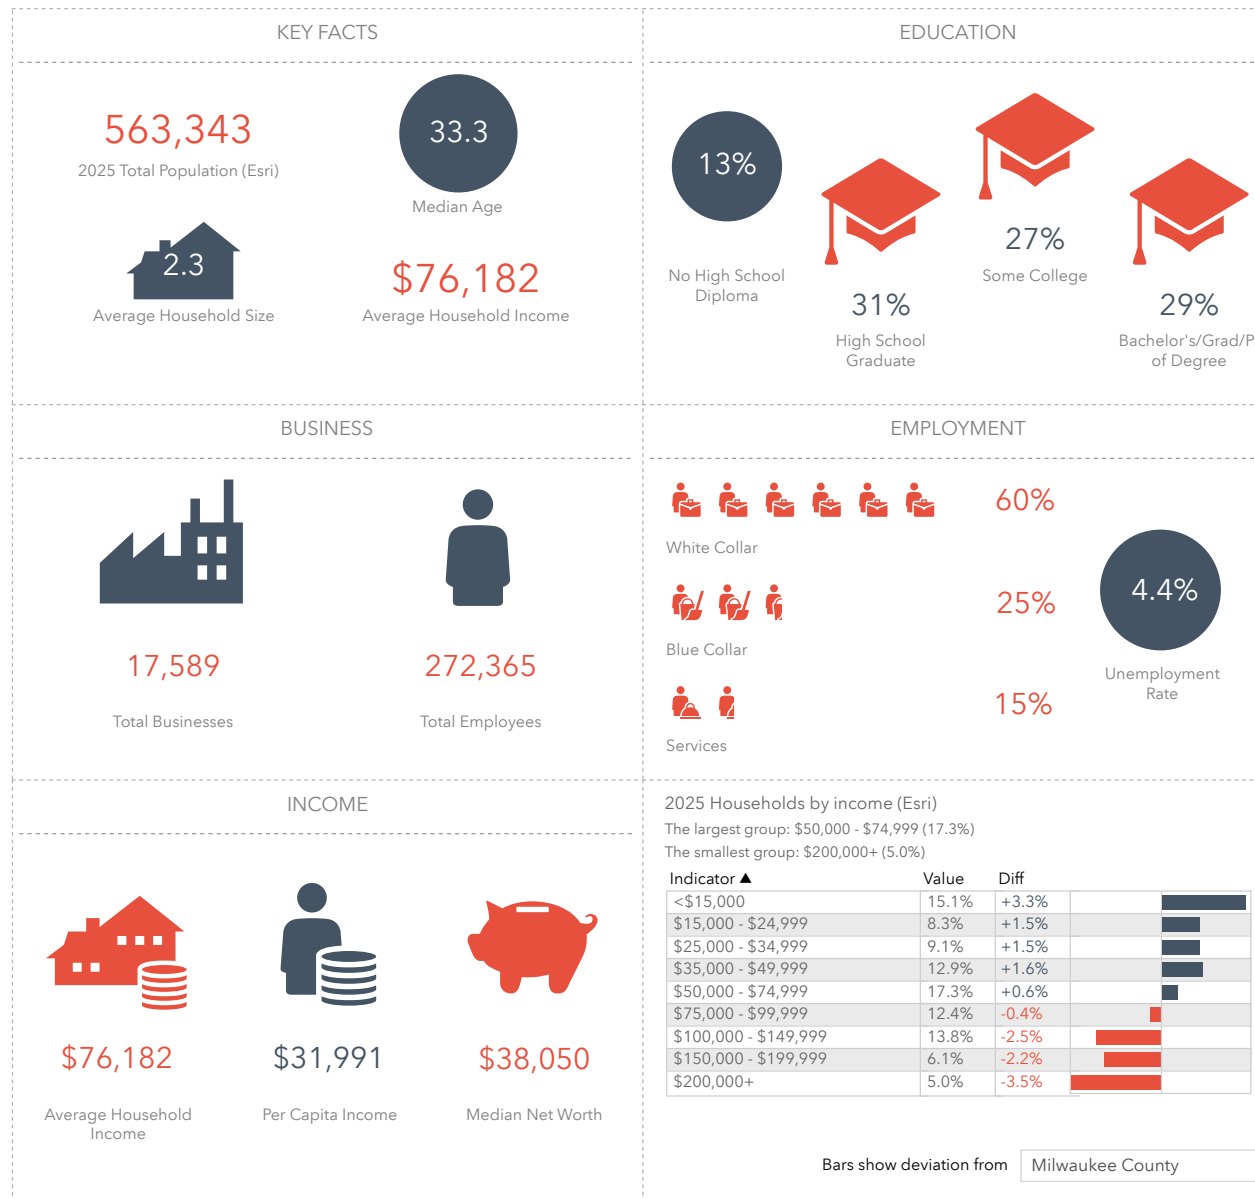 KEY FACTS
563,343
2025 Total Population (Esri)
33.3
Median Age
2.3
Average Household Size
$76,182
Average Household Income
EDUCATION
13%
No High School
Diploma
31%
High School
Graduate
27%
Some College
29%
Bachelor's/Grad/P
of Degree
BUSINESS
17,589
Total Businesses
272,365
Total Employees
EMPLOYMENT
60%
White Collar
25%
Blue Collar
15%
Services
4.4%
Unemployment
Rate
INCOME
$76,182
Average Household
Income
$31,991
Per Capita Income
$38,050
Median Net Worth
2025 Households by income (Esri)
The largest group: $50,000 - $74,999 (17.3%)
The smallest group: $200,000+ (5.0%)
Indicator ▲ Value Diff
<$15,000 15.1% +3.3%
$15,000 - $24,999 8.3% +1.5%
$25,000 - $34,999 9.1% +1.5%
$35,000 - $49,999 12.9% +1.6%
$50,000 - $74,999 17.3% +0.6%
$75,000 - $99,999 12.4% -0.4%
$100,000 - $149,999 13.8% -2.5%
$150,000 - $199,999 6.1% -2.2%
$200,000+ 5.0% -3.5%
Bars show deviation from Milwaukee County